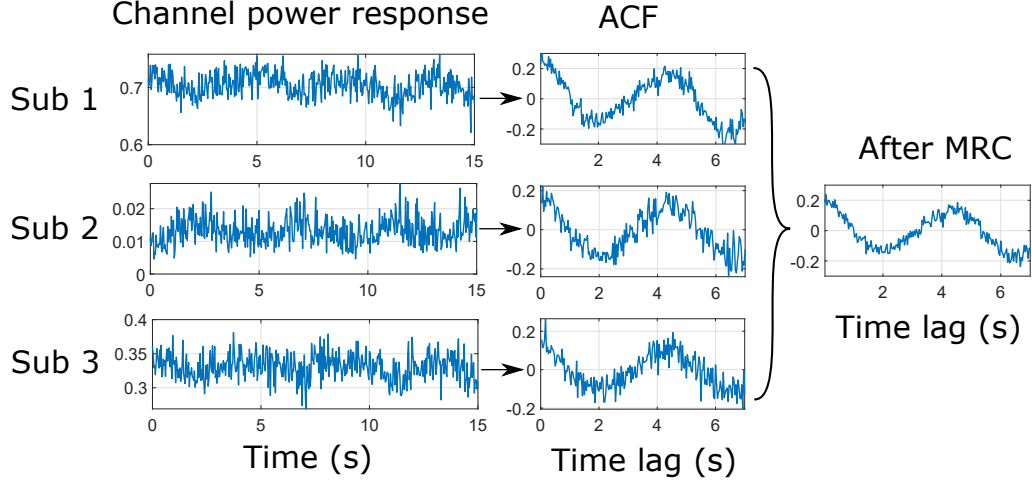 Channel power response
ACF
Sub 1
0.7
0.6
0 5 10 15
0.2
0
-0.2
2 4 6
After MRC
Sub 2
0.02
0.01
0
0 5 10 15
0.2
0
-0.2
0 2 4 6
0.2
0
-0.2
2 4 6
Time lag (s)
Sub 3
0.4
0.35
0.3
0 5 10 15
Time (s)
0.2
0
-0.2
0 2 4 6
Time lag (s)